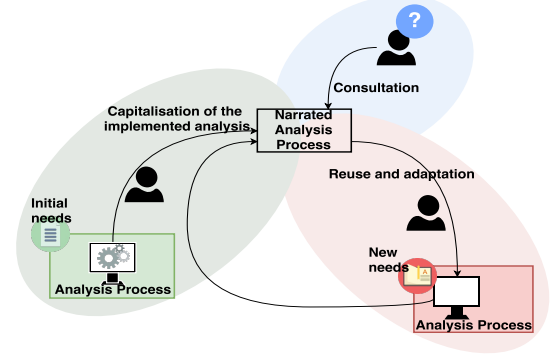 ?
Consultation
Capitalisation of the
implemented analysis
Narrated
Analysis
Process
Reuse and adaptation
Initial
needs
Analysis Process
New
needs
A
Analysis Process